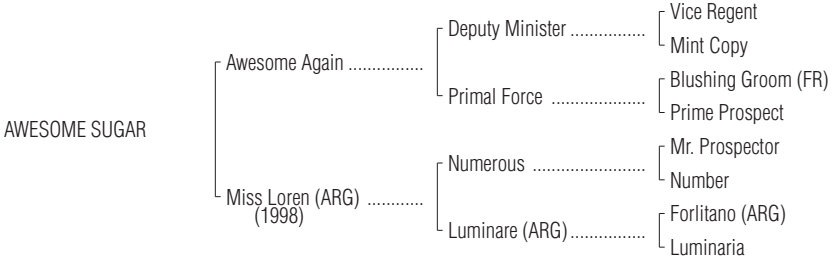 Vice Regent
Deputy Minister ................
Mint Copy
Awesome Again ................
Blushing Groom (FR)
Primal Force ....................
Prime Prospect
AWESOME SUGAR
Mr. Prospector
Numerous ........................
Number
Miss Loren (ARG) ............
(1998)
Forlitano (ARG)
Luminare (ARG)................
Luminaria